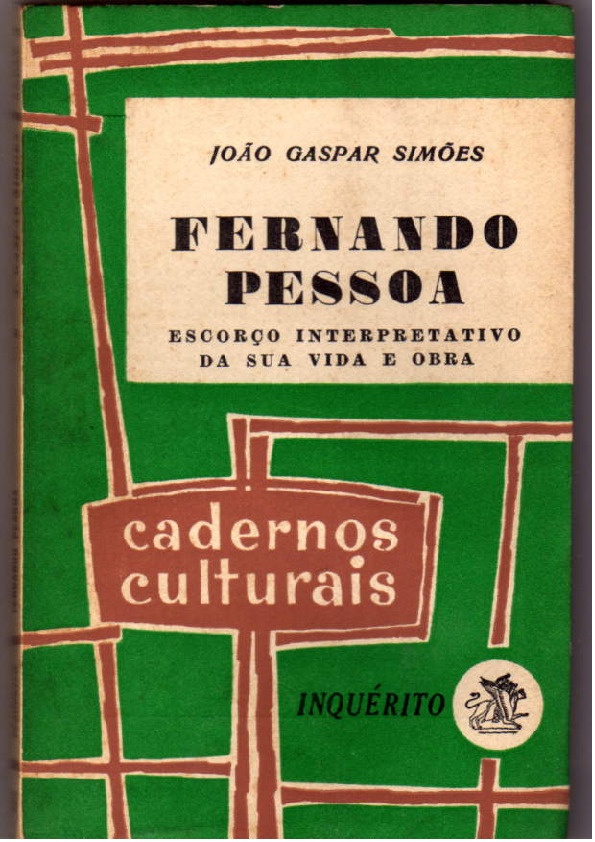 JOÃO GASPAR SIMÕES
FERNANDO
PESSOA
ESCORÇO INTERPRETATIVO
DA SUA VIDA E OBRA
cadernos
culturais
INQUÉRITO